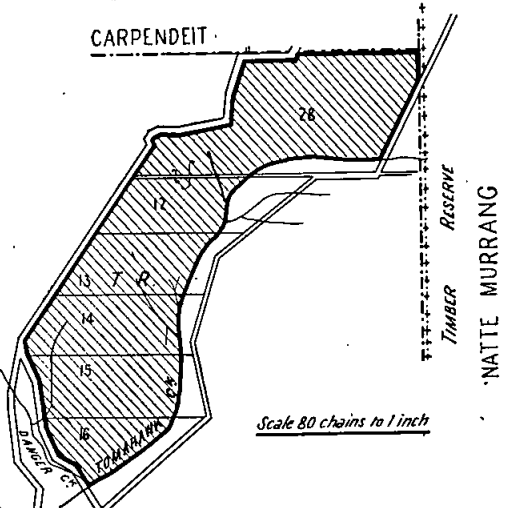 CARPENDEIT
28
12
13 T R.
14
15
16
TOMAHAWK CK
DANGER CK
TIMBER RESERVE
NATTE MURRANG
Scale 80 chains to 1 inch